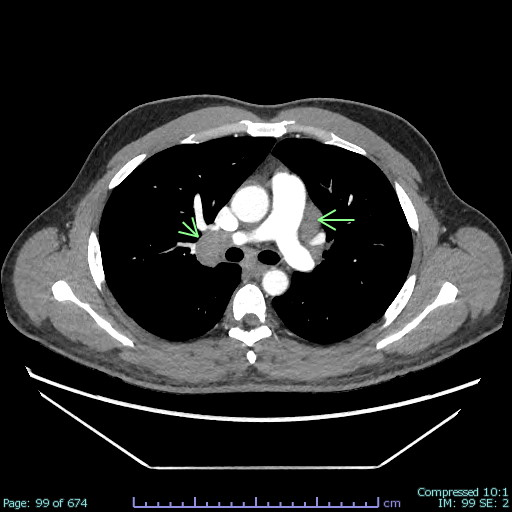 Compressed 10:1
Page: 99 of 674
cm
IM: 99 SE: 2